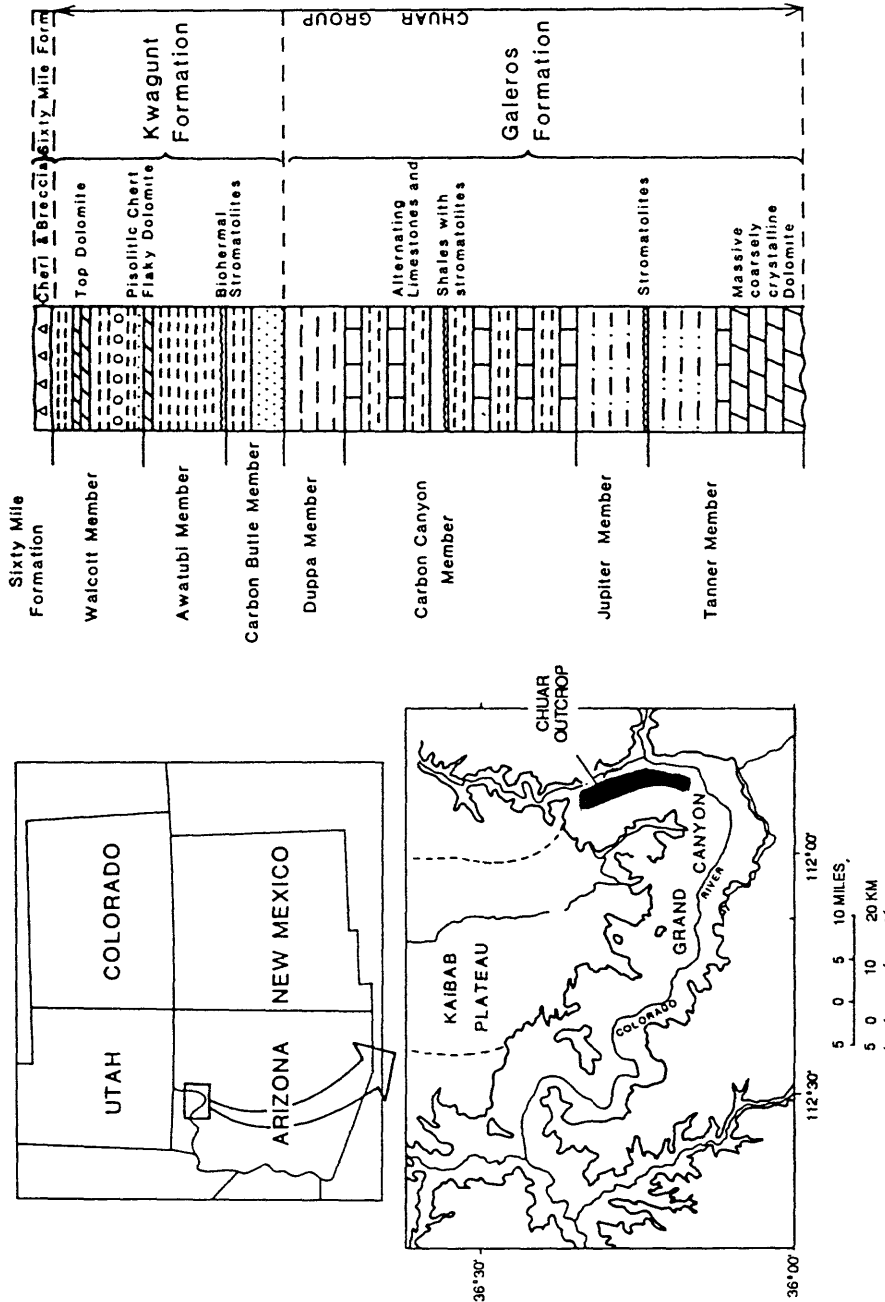 Sixty Mile
Formation
Walcott Member
Awatubi Member
Carbon Butte Member
Duppa Member
Carbon Canyon
Member
Jupiter Member
Tanner Member
Chert & Breccia
Top Dolomite
Pisolitic Chert
Flaky Dolomite
Biohermal
Stromatolites
Alternating
Limestones and
Shales with
stromatolites
Stromatolites
Massive
coarsely
crystalline
Dolomite
Sixty Mile Form
Kwagunt
Formation
Galeros
Formation
CHUAR
GROUP
UTAH
COLORADO
ARIZONA
NEW MEXICO
CHUAR
OUTCROP
KAIBAB
PLATEAU
GRAND
CANYON
COLORADO
RIVER
36°30'
36°00'
112°30'
112°00'
5 0 5 10 MILES,
5 0 10 20 KM